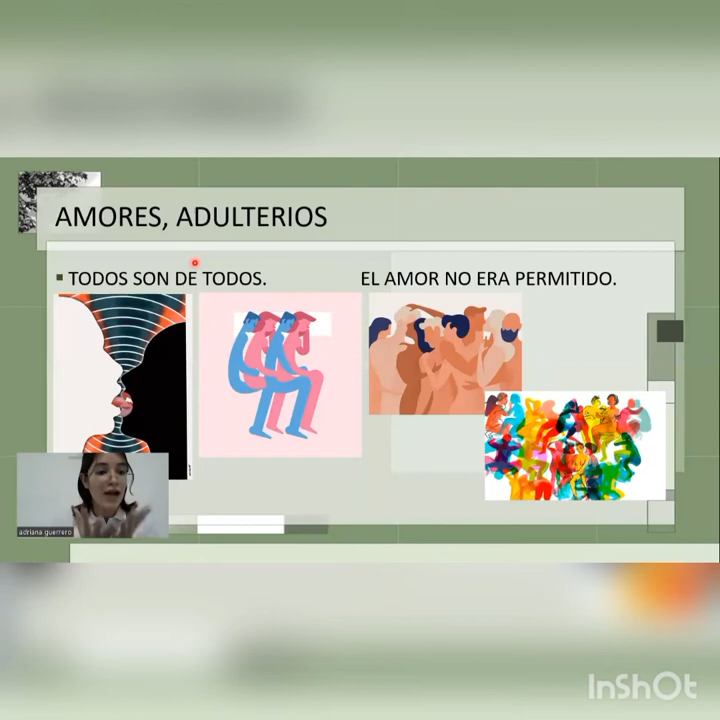 AMORES, ADULTERIOS
TODOS SON DE TODOS.
EL AMOR NO ERA PERMITIDO.
adriana guerrero
InShOt